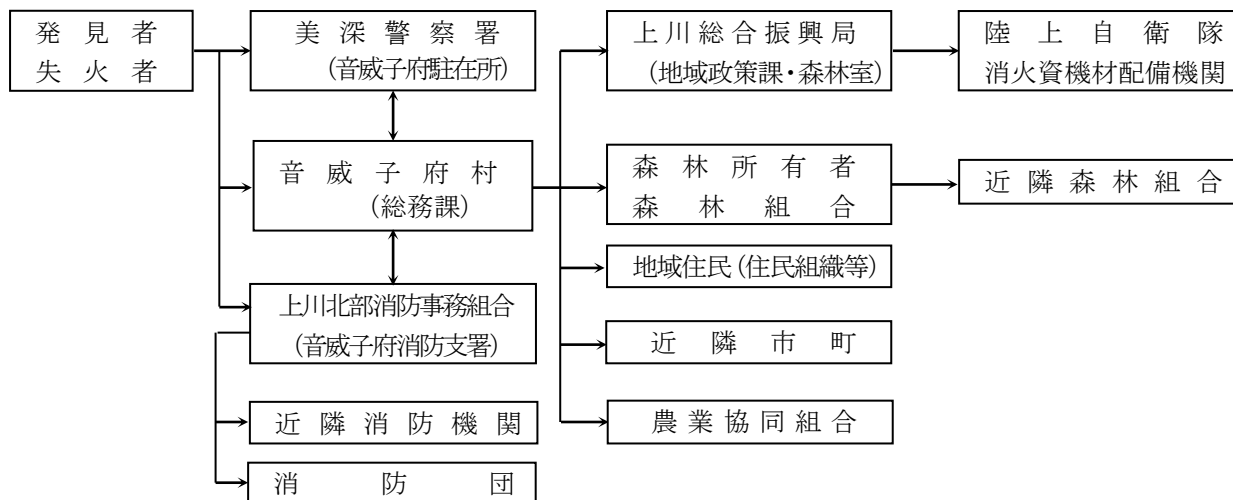 発見者
失火者
美深警察署
(音威子府駐在所)
音威子府村
(総務課)
上川北部消防事務組合
(音威子府消防支署)
近隣消防機関
消防団
上川総合振興局
(地域政策課・森林室)
森林所有者
森林組合
地域住民(住民組織等)
近隣市町
農業協同組合
陸上自衛隊
消火資機材配備機関
近隣森林組合